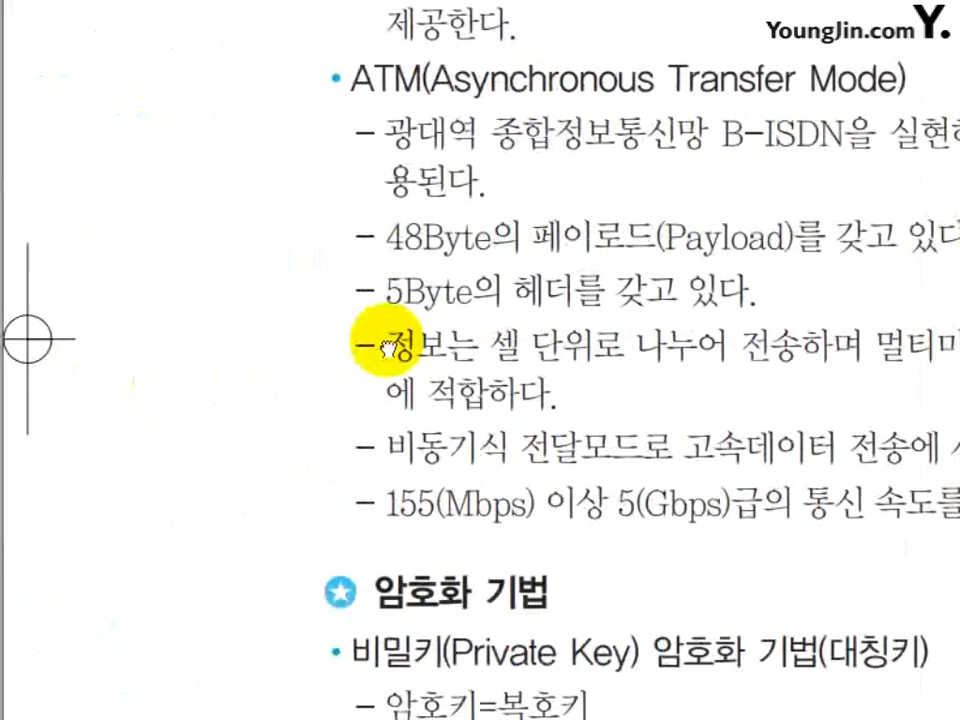 제공한다.
YoungJin.com Y.
• ATM(Asynchronous Transfer Mode)
– 광대역 종합정보통신망 B-ISDN을
용된다.
– 48Byte의 페이로드(Payload)를 갖고
– 5Byte의 헤더를 갖고 있다.
– 정보는 셀 단위로 나누어 전송하며
에 적합하다.
– 비동기식 전달모드로 고속데이터 전송에
– 155(Mbps) 이상 5(Gbps)급의 통신 속도를
암호화 기법
• 비밀키(Private Key) 암호화 기법(대칭키)
– 암호키=복호키